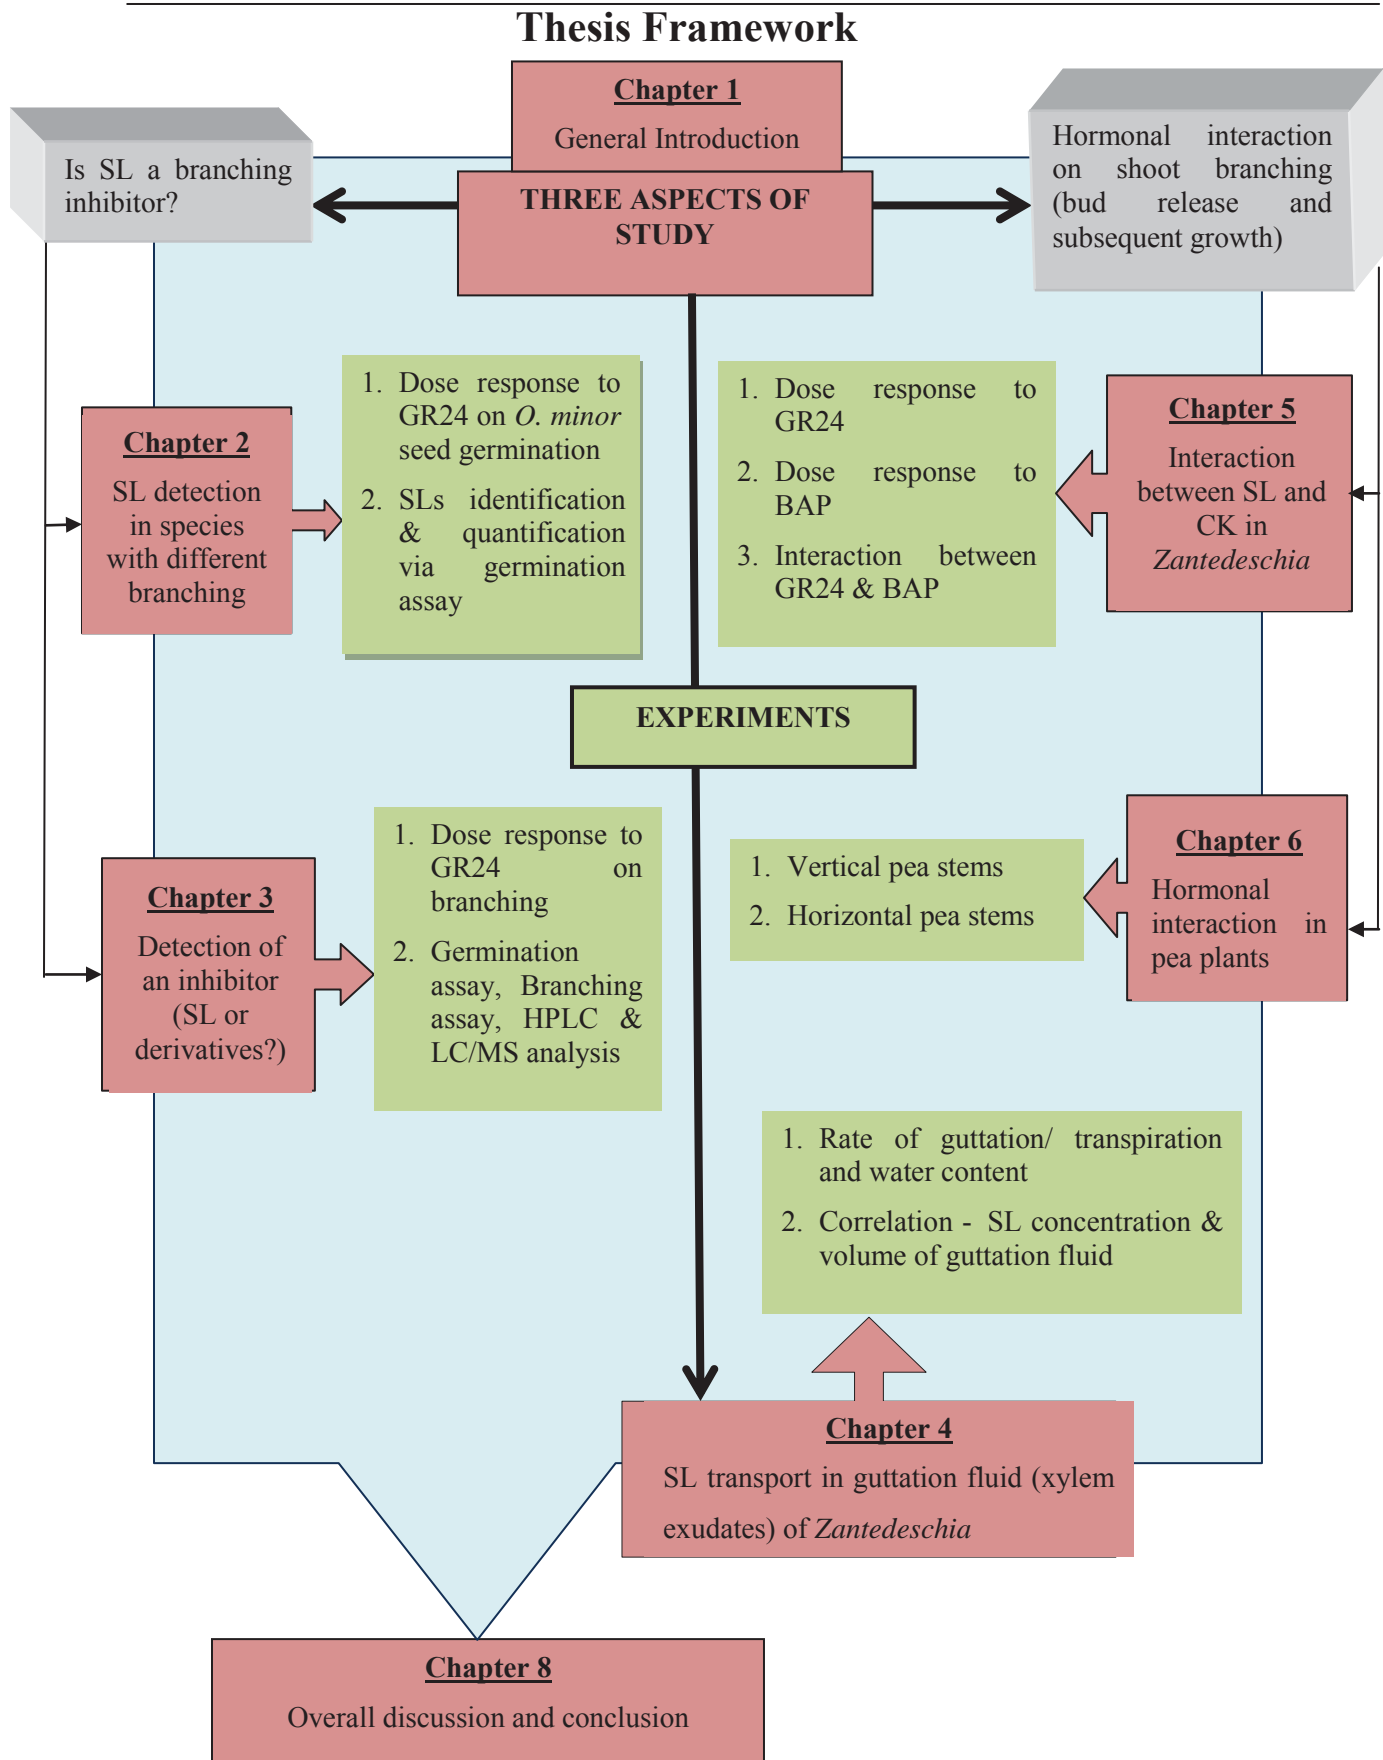 Thesis Framework
Chapter 1
General Introduction
THREE ASPECTS OF
STUDY
Is SL a branching
inhibitor?
Hormonal interaction
on shoot branching
(bud release and
subsequent growth)
Chapter 2
SL detection
in species
with different
branching
1. Dose response to
GR24 on O. minor
seed germination
2. SLs identification
& quantification
via germination
assay
1. Dose response to
GR24
2. Dose response to
BAP
3. Interaction between
GR24 & BAP
Chapter 5
Interaction
between SL and
CK in
Zantedeschia
EXPERIMENTS
Chapter 3
Detection of
an inhibitor
(SL or
derivatives?)
1. Dose response to
GR24 on
branching
2. Germination
assay, Branching
assay, HPLC &
LC/MS analysis
1. Vertical pea stems
2. Horizontal pea stems
Chapter 6
Hormonal
interaction in
pea plants
1. Rate of guttation/ transpiration
and water content
2. Correlation - SL concentration &
volume of guttation fluid
Chapter 4
SL transport in guttation fluid (xylem
exudates) of Zantedeschia
Chapter 8
Overall discussion and conclusion